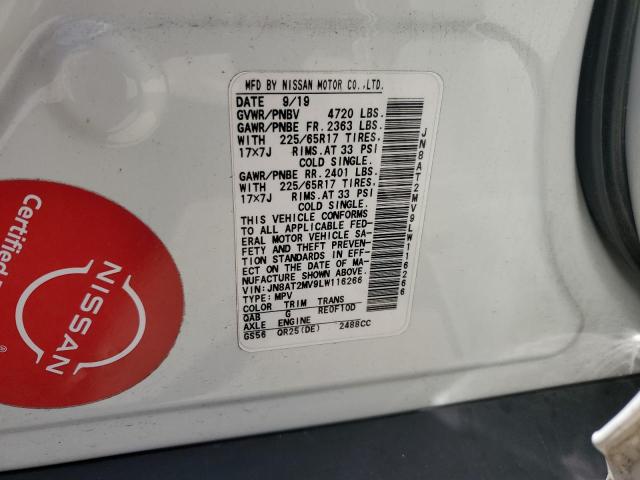 MFD BY NISSAN MOTOR CO.,LTD.
DATE 9/19
GVWR/PNBV 4720 LBS.
GAWR/PNBE FR. 2363 LBS.
WITH 225/65R17 TIRES.
17X7J RIMS.AT 33 PSI
COLD SINGLE.
GAWR/PNBE RR. 2401 LBS.
WITH 225/65R17 TIRES.
17X7J RIMS.AT 33 PSI
COLD SINGLE.
THIS VEHICLE CONFORMS
TO ALL APPLICABLE FED-
ERAL MOTOR VEHICLE SA-
FETY AND THEFT PREVEN-
TION STANDARDS IN EFF-
ECT ON THE DATE OF MA-
NUFACTURE SHOWN ABOVE
VIN:JN8AT2MV9LW116266
TYPE:MPV
COLOR TRIM TRANS
QAB G RE0F10D
AXLE ENGINE
GS56 QR25(DE) 2488CC
JN8AT2MV9LW116266
Certified
NISSAN
®